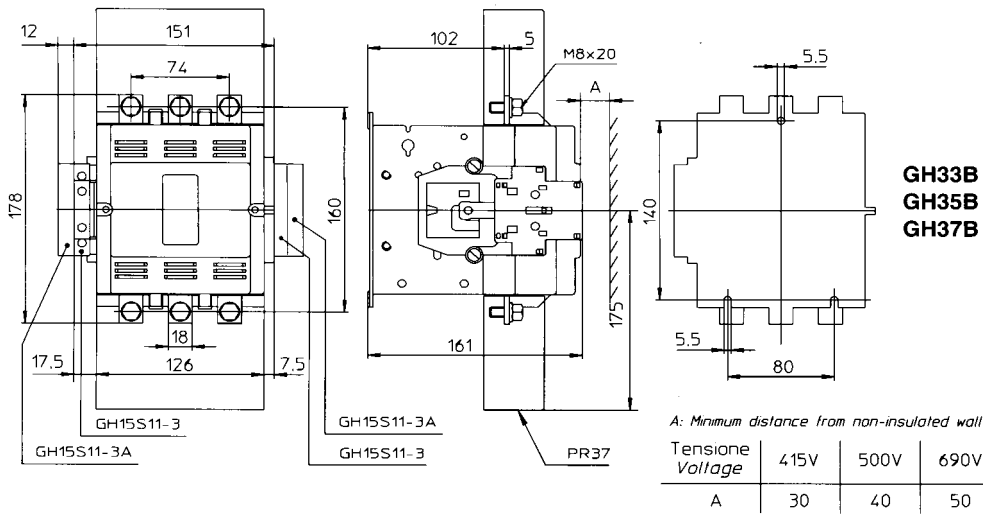 12
151
74
178
160
18
17,5
126
7,5
GH15S11-3
GH15S11-3A
GH15S11-3A
GH15S11-3
102
5
M8x20
A
161
175
PR37
5.5
140
5.5
80
GH33B
GH35B
GH37B
A: Minimum distance from non-insulated wall
Tensione Voltage 415V 500V 690V
A 30 40 50